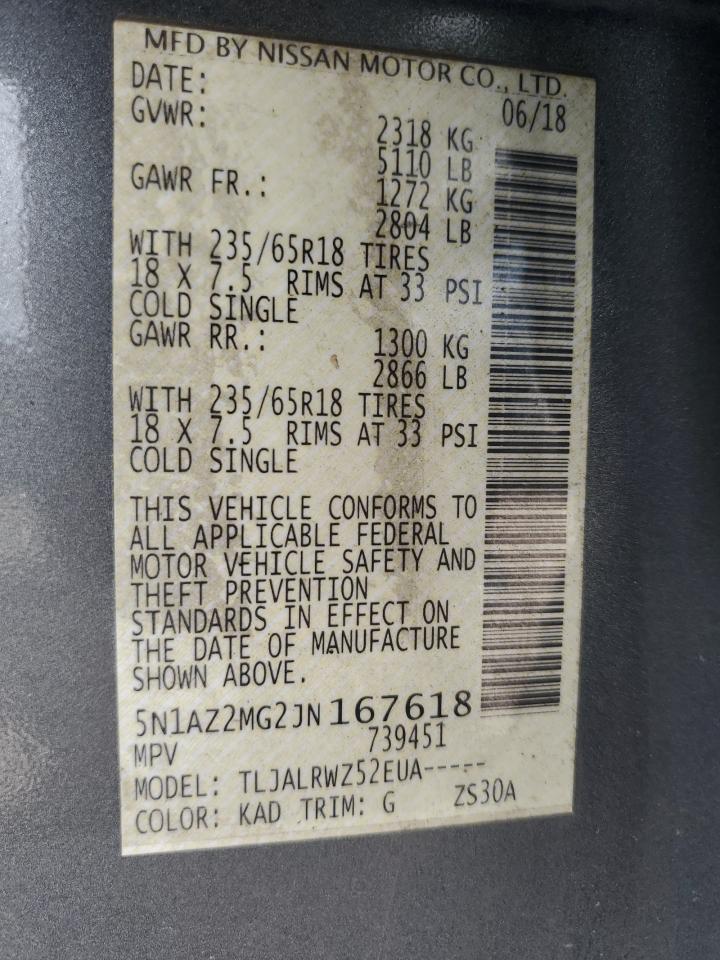 MFD BY NISSAN MOTOR CO., LTD.
DATE: 06/18
GVWR: 2318 KG
5110 LB
GAWR FR.: 1272 KG
2804 LB
WITH 235/65R18 TIRES
18 X 7.5 RIMS AT 33 PSI
COLD SINGLE
GAWR RR.: 1300 KG
2866 LB
WITH 235/65R18 TIRES
18 X 7.5 RIMS AT 33 PSI
COLD SINGLE
THIS VEHICLE CONFORMS TO
ALL APPLICABLE FEDERAL
MOTOR VEHICLE SAFETY AND
THEFT PREVENTION
STANDARDS IN EFFECT ON
THE DATE OF MANUFACTURE
SHOWN ABOVE.
5N1AZ2MG2JN167618
MPV 739451
MODEL: TLJALRWZ52EUA-----
COLOR: KAD TRIM: G ZS30A